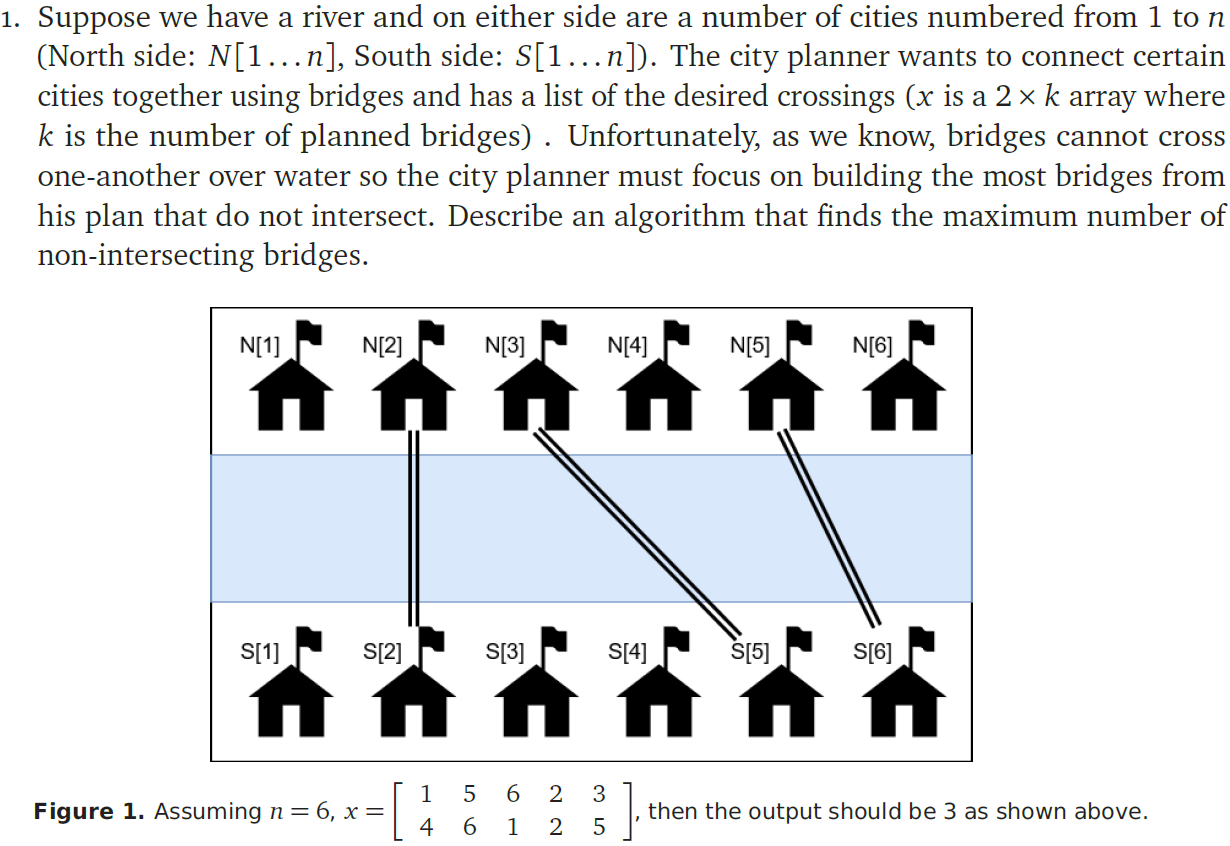 1. Suppose we have a river and on either side are a number of cities numbered from 1 to n
(North side: N[1...n], South side: S[1...n]). The city planner wants to connect certain
cities together using bridges and has a list of the desired crossings (x is a 2 × k array where
k is the number of planned bridges) . Unfortunately, as we know, bridges cannot cross
one-another over water so the city planner must focus on building the most bridges from
his plan that do not intersect. Describe an algorithm that finds the maximum number of
non-intersecting bridges.
N[1] N[2] N[3] N[4] N[5] N[6]
S[1] S[2] S[3] S[4] S[5] S[6]
1 5 6 2 3
Figure 1. Assuming n = 6, x = [ ], then the output should be 3 as shown above.
4 6 1 2 5